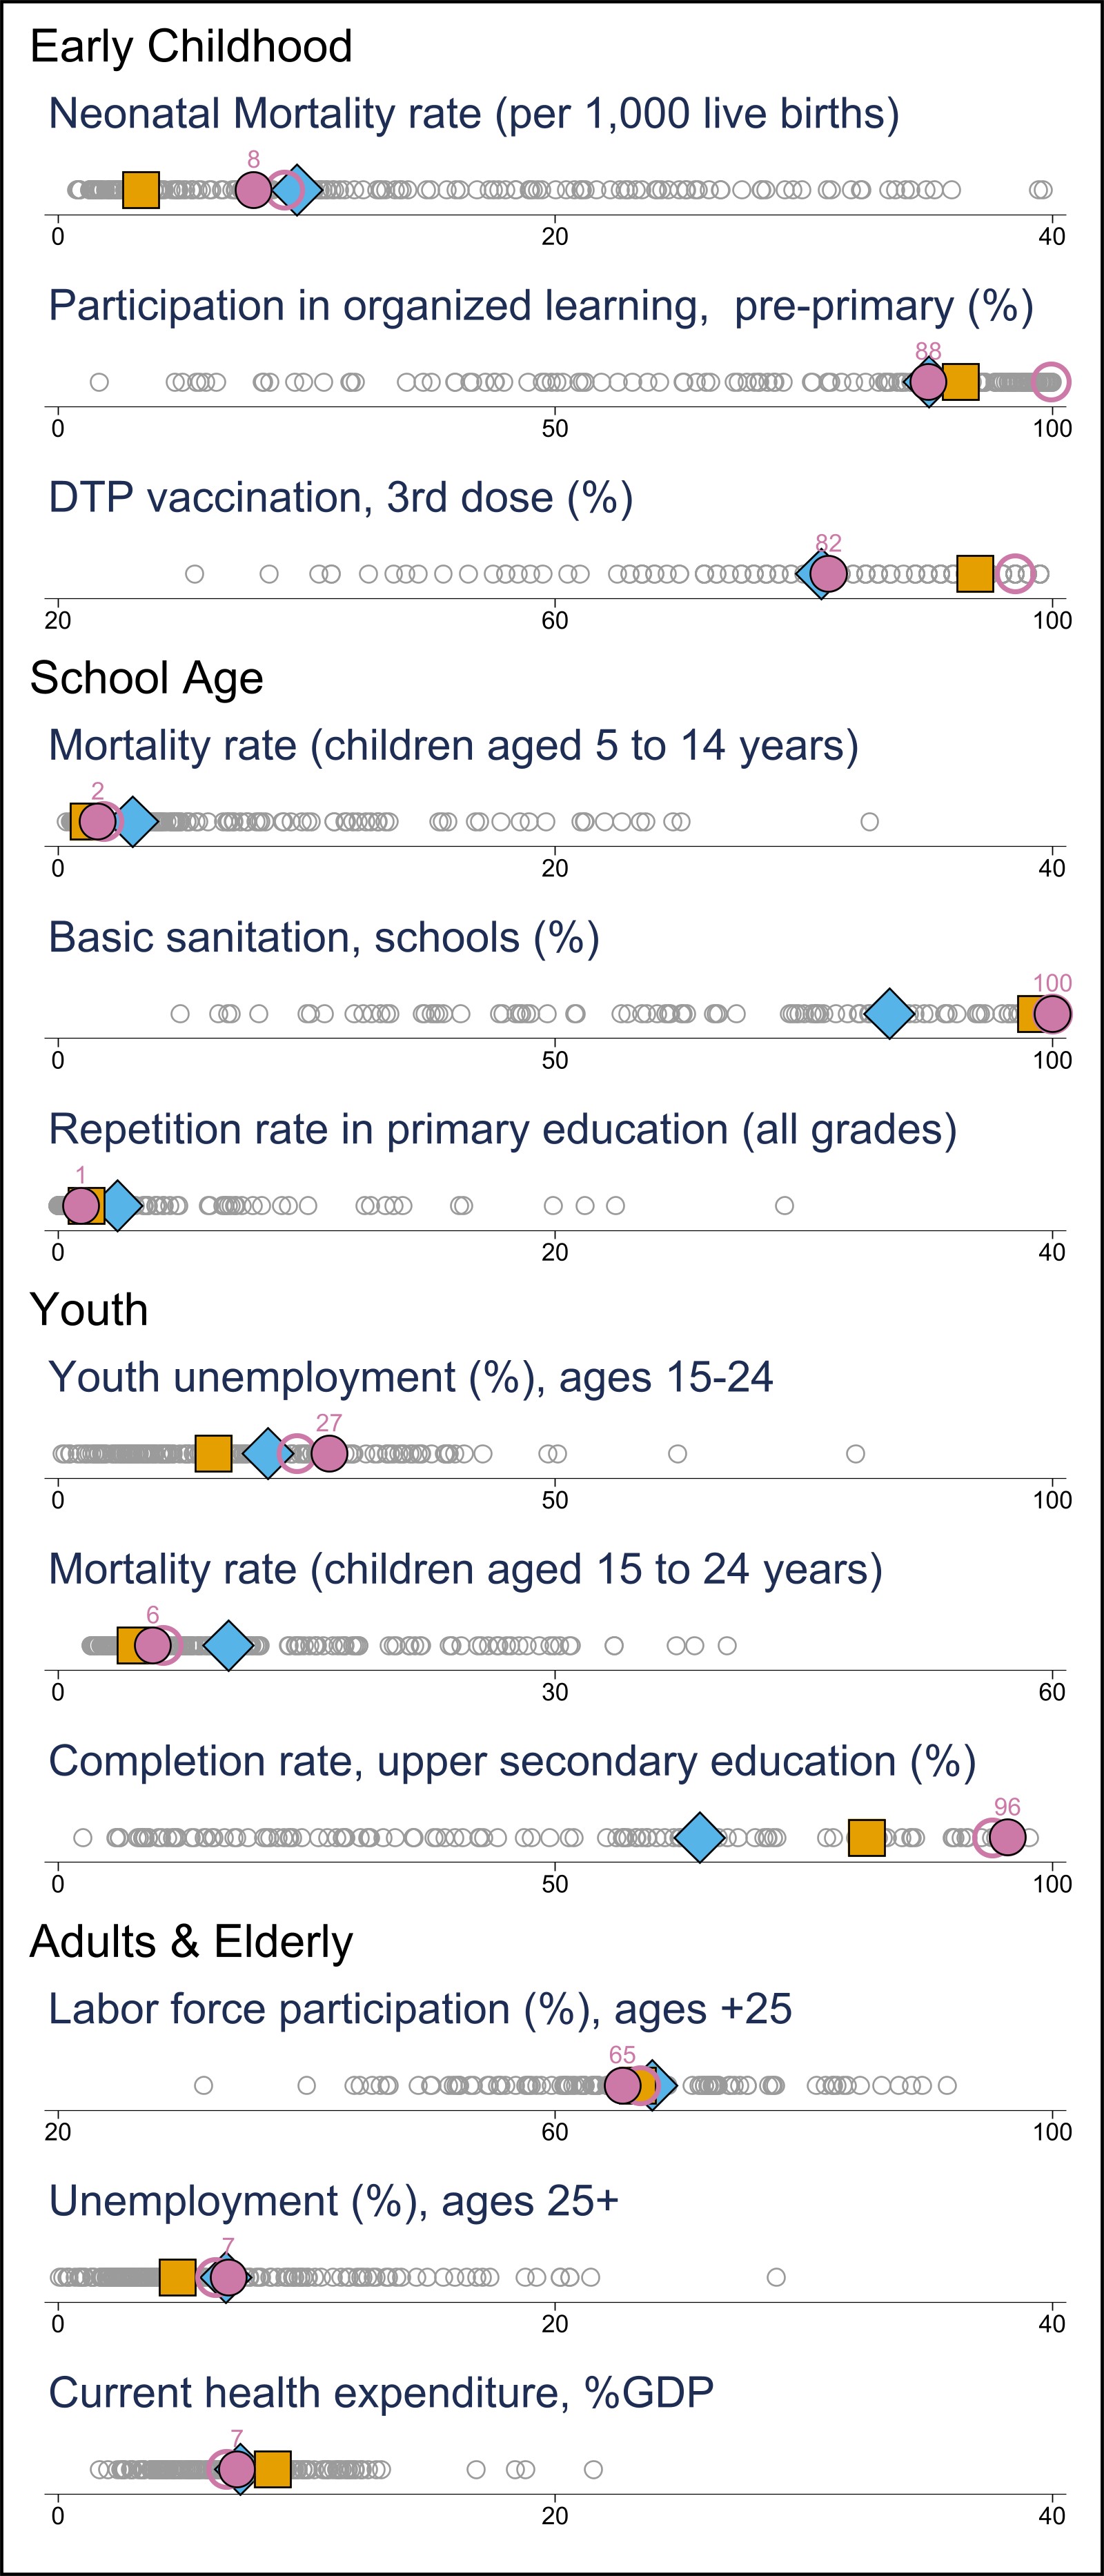 Early Childhood
Neonatal Mortality rate (per 1,000 live births)
8
0 20 40
Participation in organized learning,  pre-primary (%)
88
0 50 100
DTP vaccination, 3rd dose (%)
82
20 60 100
School Age
Mortality rate (children aged 5 to 14 years)
2
0 20 40
Basic sanitation, schools (%)
100
0 50 100
Repetition rate in primary education (all grades)
1
0 20 40
Youth
Youth unemployment (%), ages 15-24
27
0 50 100
Mortality rate (children aged 15 to 24 years)
6
0 30 60
Completion rate, upper secondary education (%)
96
0 50 100
Adults & Elderly
Labor force participation (%), ages +25
65
20 60 100
Unemployment (%), ages 25+
7
0 20 40
Current health expenditure, %GDP
7
0 20 40